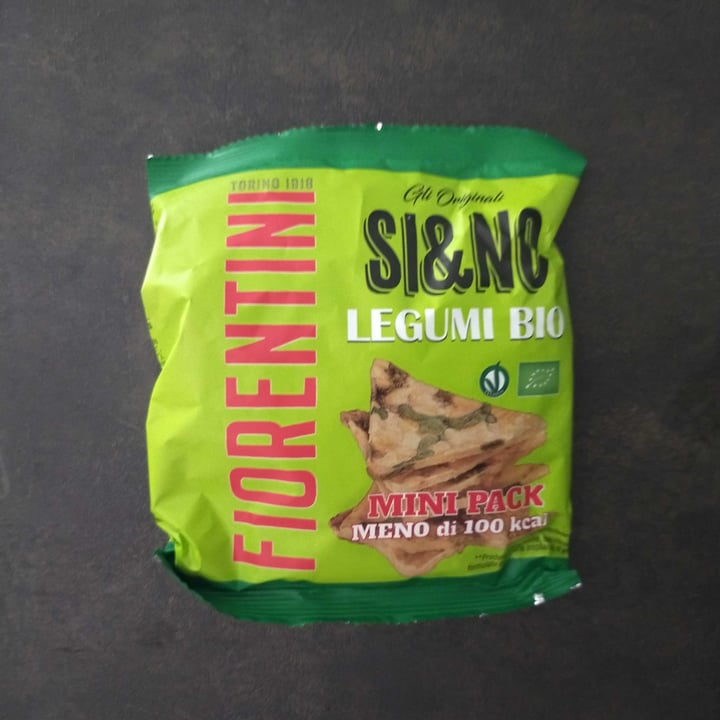 TORINO 1918
FIORENTINI
Gli Originali
SI&NO
LEGUMI BIO
MINI PACK
MENO di 100 kcal